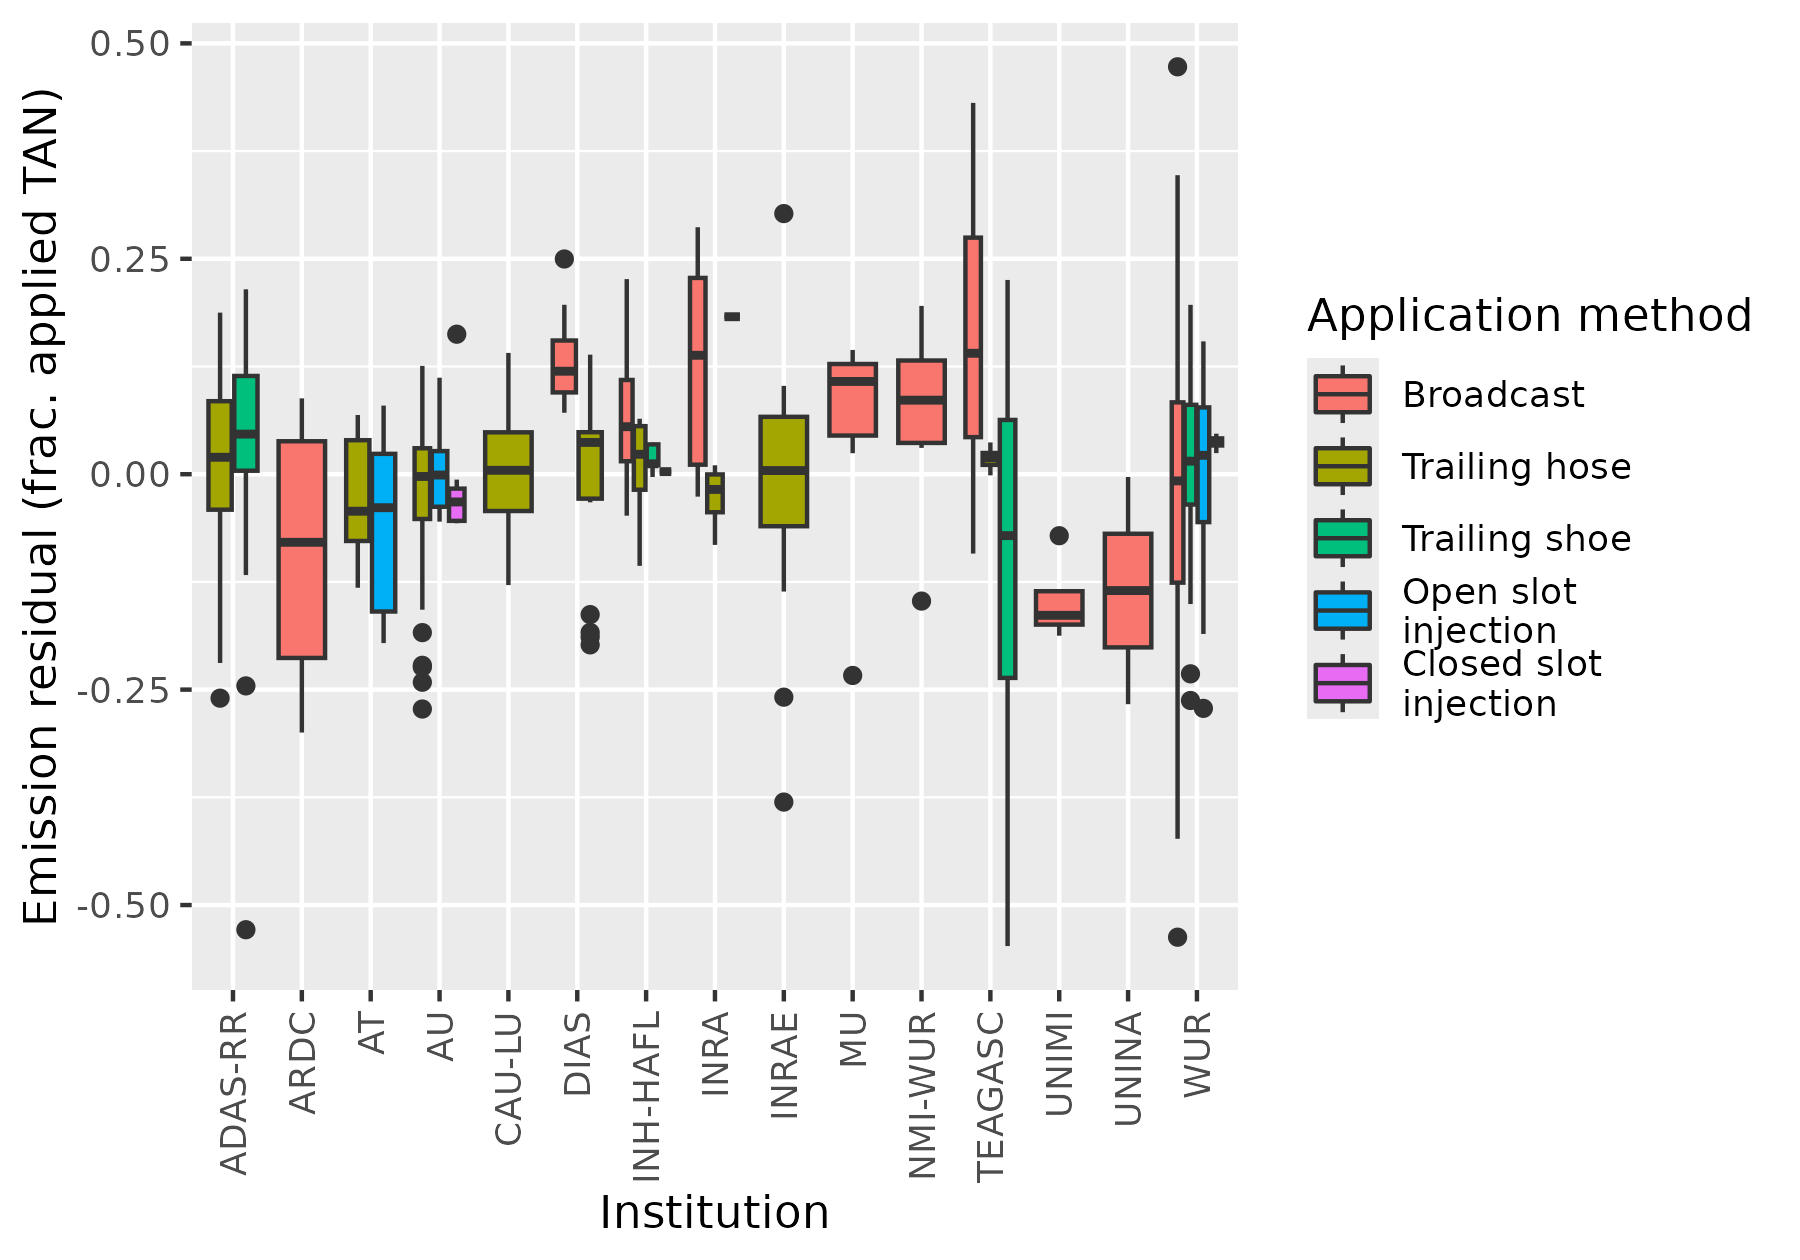 0.50
0.25
0.00
-0.25
-0.50
Emission residual (frac. applied TAN)
ADAS-RR
ARDC
AT
AU
CAU-LU
DIAS
INH-HAFL
INRA
INRAE
MU
NMI-WUR
TEAGASC
UNIMI
UNINA
WUR
Institution
Application method
Broadcast
Trailing hose
Trailing shoe
Open slot
injection
Closed slot
injection